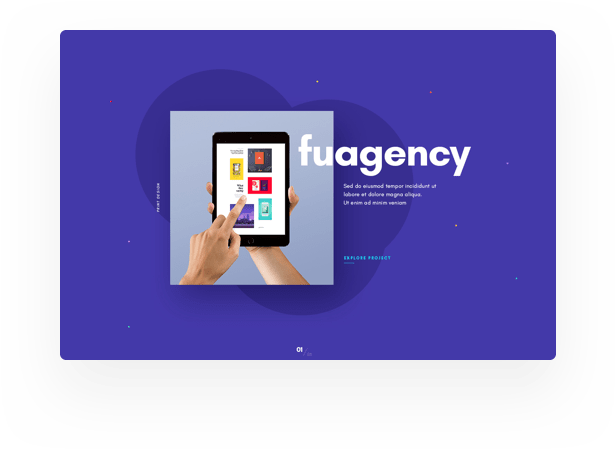 fuagency
PRINT DESIGN
Sed do eiusmod tempor incididunt ut
labore et dolore magna aliqua.
Ut enim ad minim veniam
EXPLORE PROJECT
01